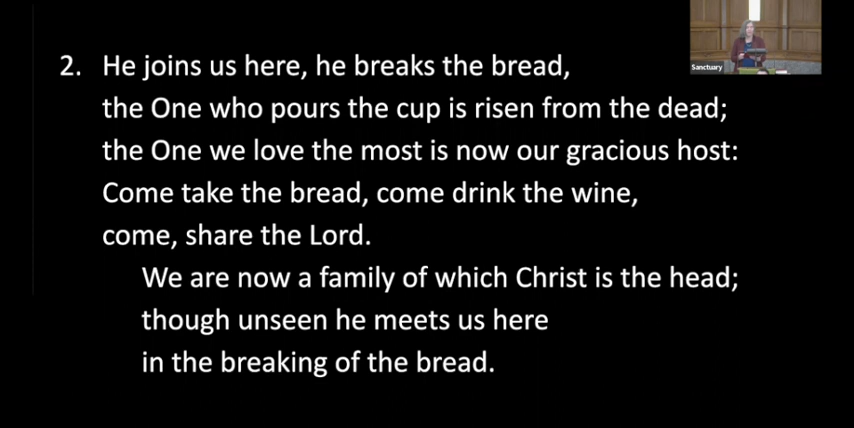 2. He joins us here, he breaks the bread,
the One who pours the cup is risen from the dead;
the One we love the most is now our gracious host:
Come take the bread, come drink the wine,
come, share the Lord.
We are now a family of which Christ is the head;
though unseen he meets us here
in the breaking of the bread.
Sanctuary